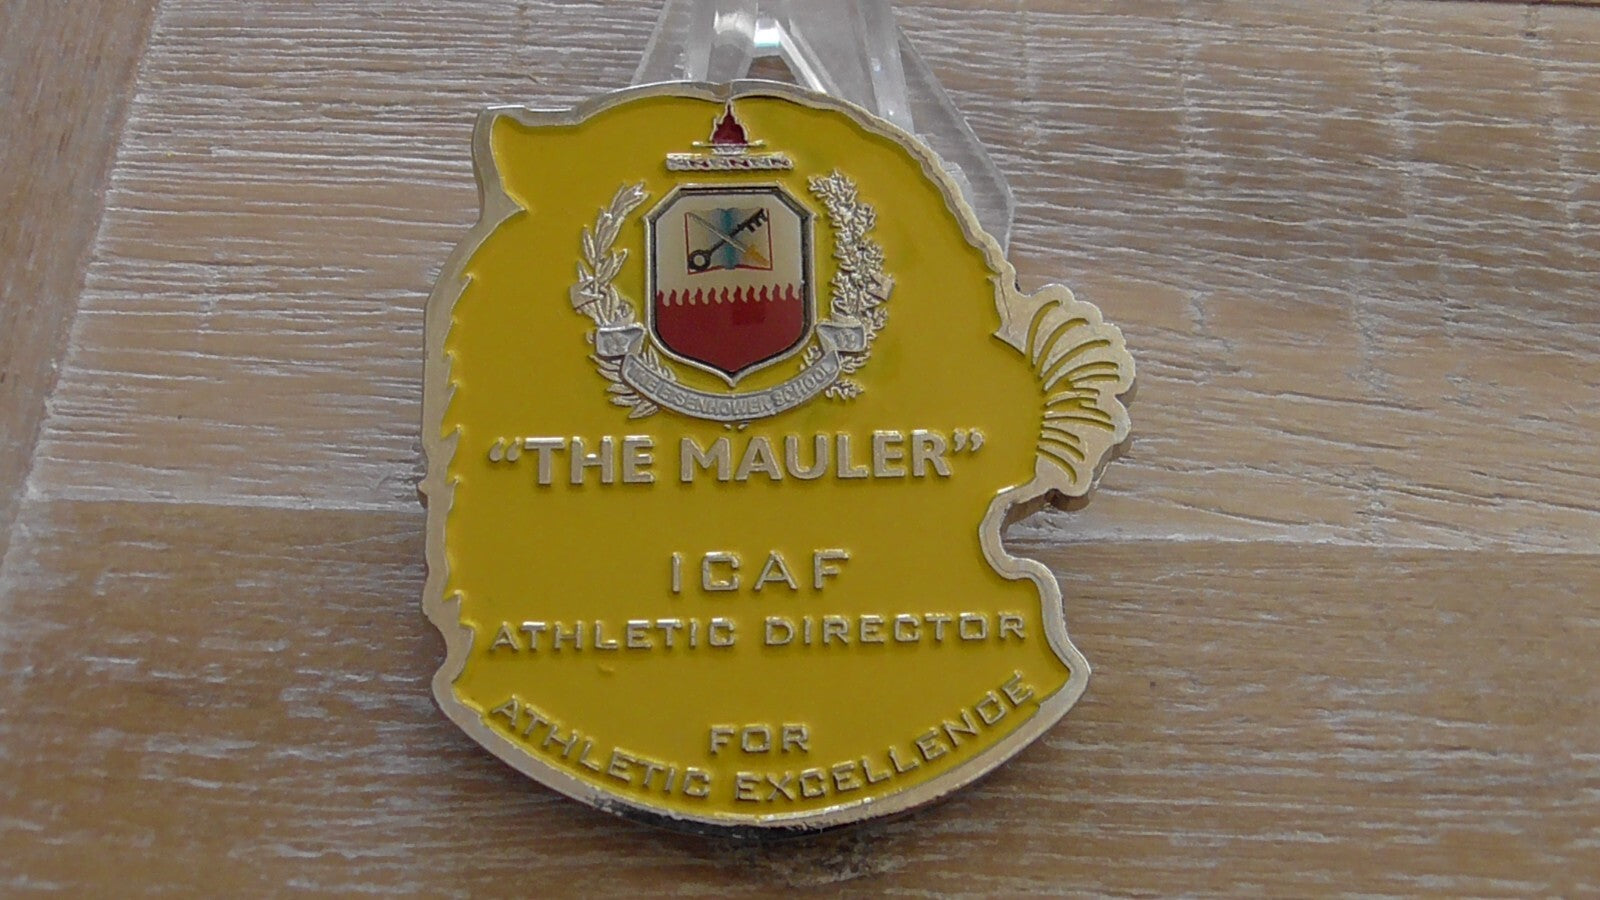 THE EISENHOWER SCHOOL
“THE MAULER”
ICAF
ATHLETIC DIRECTOR
FOR
ATHLETIC EXCELLENCE